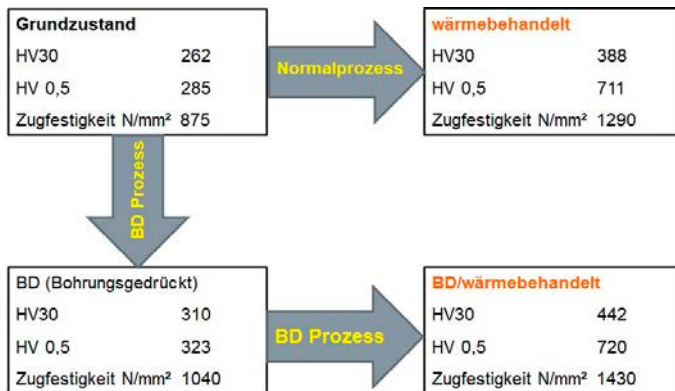 Grundzustand
HV30 262
HV 0,5 285
Zugfestigkeit N/mm² 875
Normalprozess
wärmebehandelt
HV30 388
HV 0,5 711
Zugfestigkeit N/mm² 1290
BD Prozess
BD (Bohrungsgedrückt)
HV30 310
HV 0,5 323
Zugfestigkeit N/mm² 1040
BD Prozess
BD/wärmebehandelt
HV30 442
HV 0,5 720
Zugfestigkeit N/mm² 1430